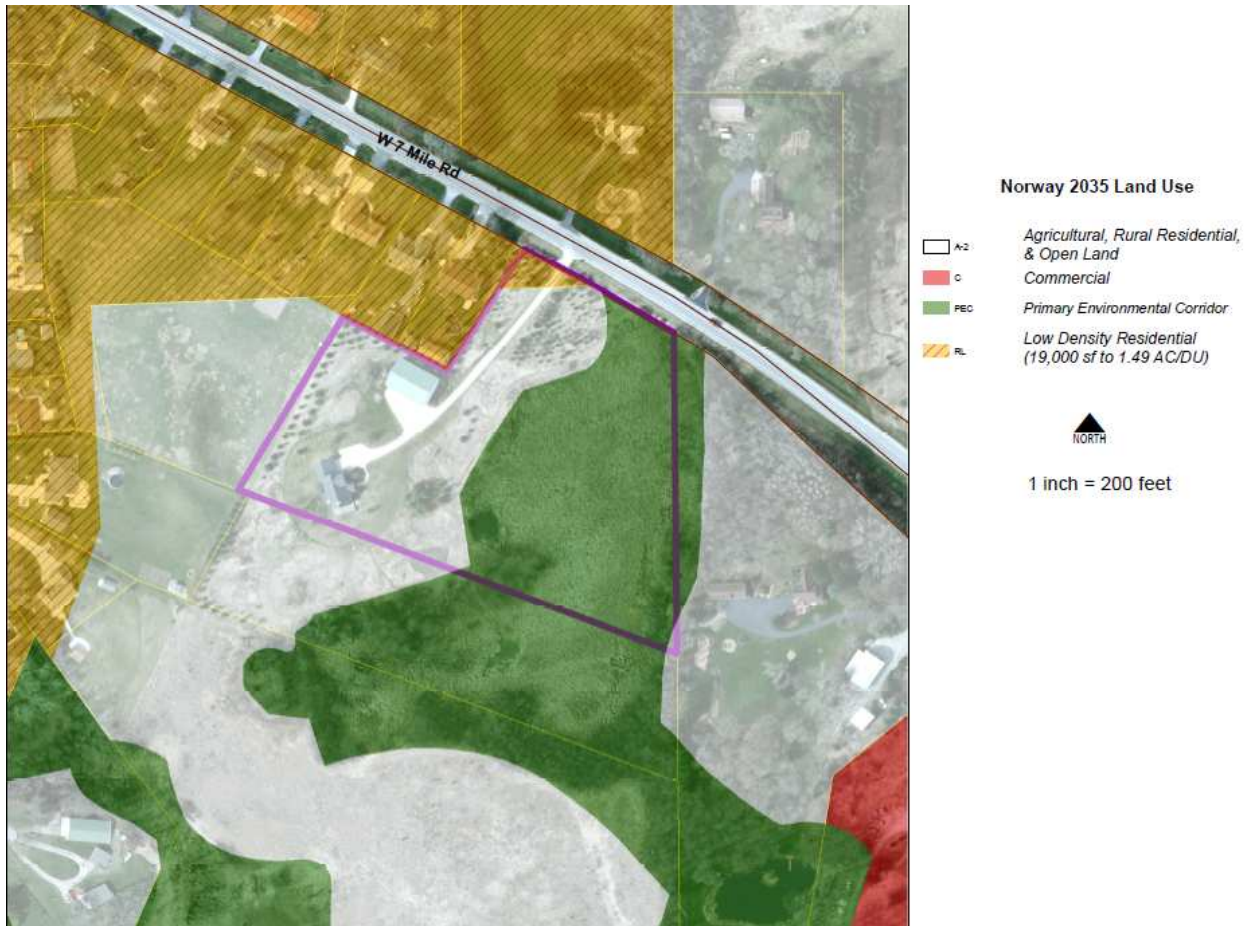 W 7 Mile Rd
Norway 2035 Land Use
A-2 Agricultural, Rural Residential,
& Open Land
C Commercial
PEC Primary Environmental Corridor
RL Low Density Residential
(19,000 sf to 1.49 AC/DU)
NORTH
1 inch = 200 feet